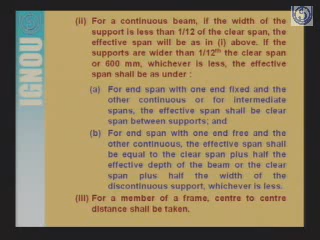 (ii) For a continuous beam, if the width of the
support is less than 1/12 of the clear span, the
effective span will be as in (i) above. If the
supports are wider than 1/12th the clear span
or 600 mm, whichever is less, the effective
span shall be as under :
(a) For end span with one end fixed and the
other continuous or for intermediate
spans, the effective span shall be clear
span between supports; and
(b) For end span with one end free and the
other continuous, the effective span shall
be equal to the clear span plus half the
effective depth of the beam or the clear
span plus half the width of the
discontinuous support, whichever is less.
(iii) For a member of a frame, centre to centre
distance shall be taken.
IGNOU